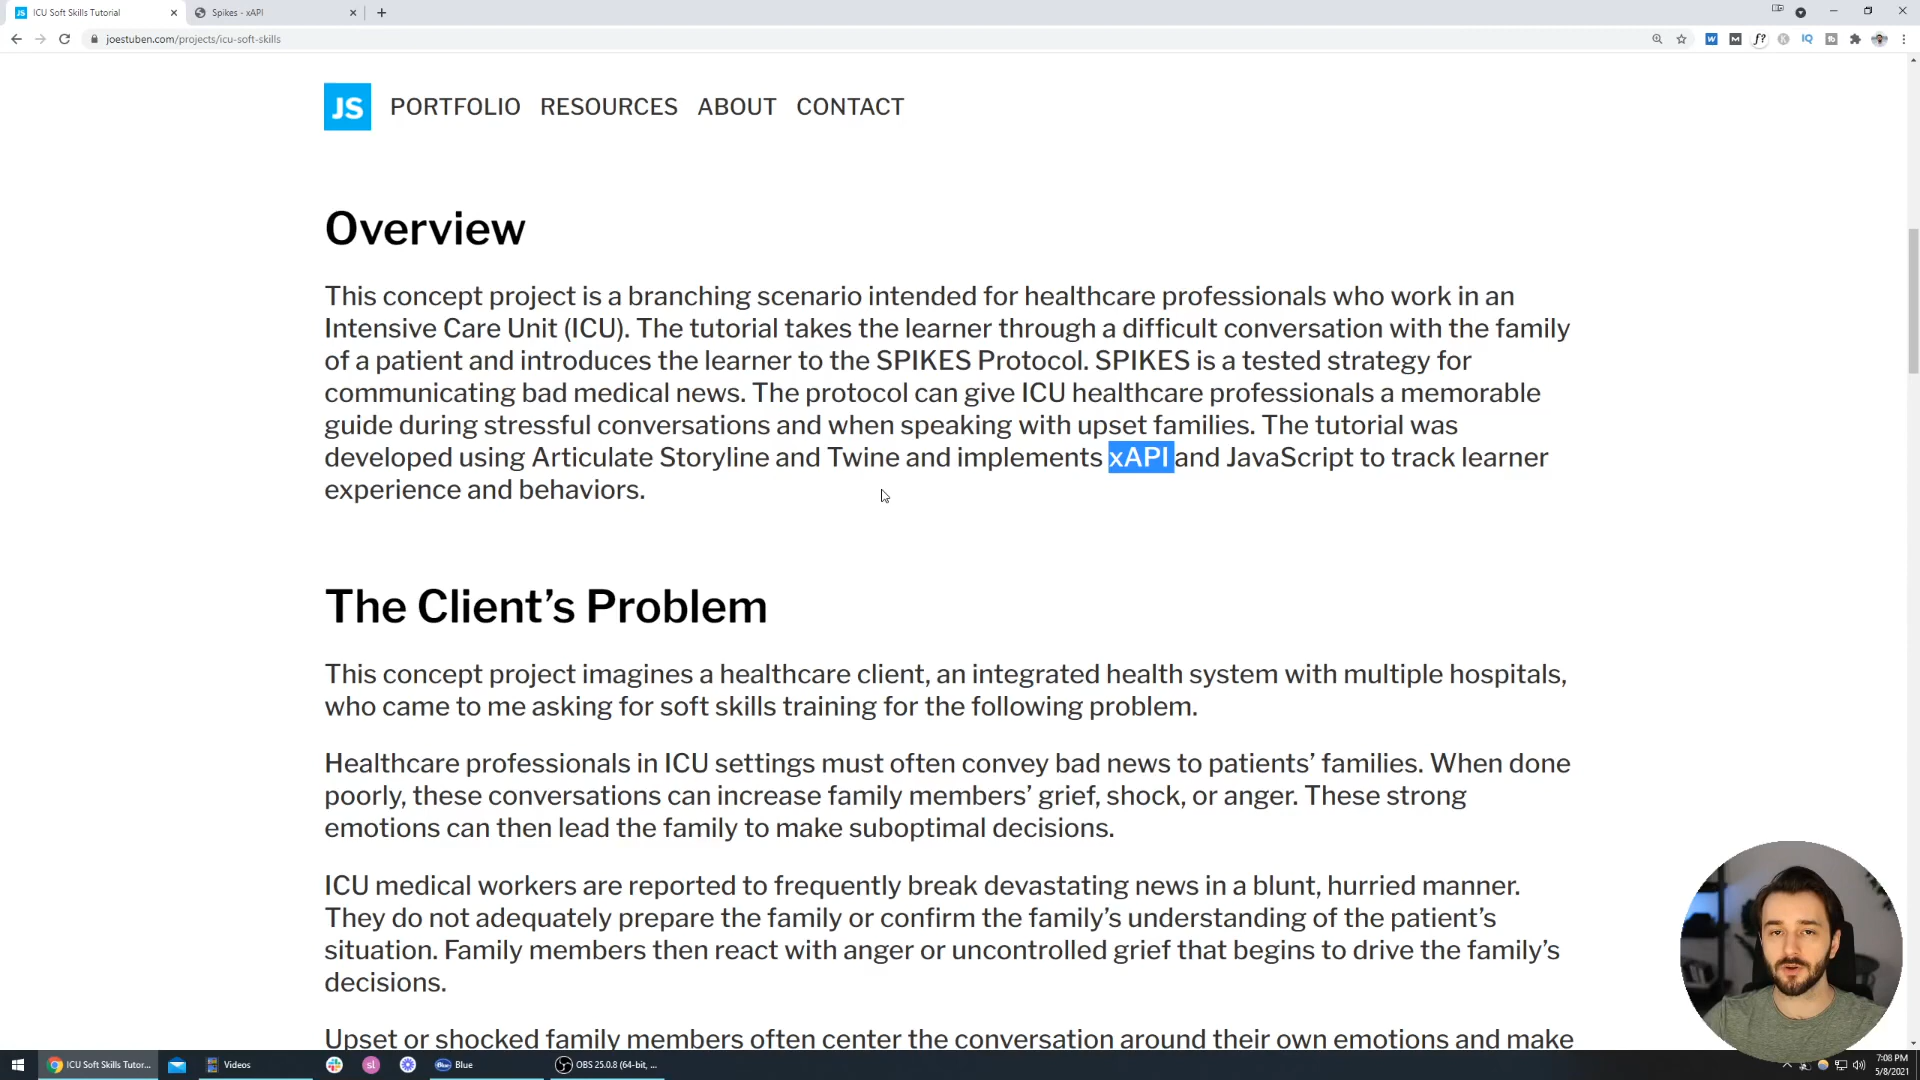 ICU Soft Skills Tutorial
Spikes - xAPI
joestuben.com/projects/icu-soft-skills
JS PORTFOLIO RESOURCES ABOUT CONTACT
Overview
This concept project is a branching scenario intended for healthcare professionals who work in an
Intensive Care Unit (ICU). The tutorial takes the learner through a difficult conversation with the family
of a patient and introduces the learner to the SPIKES Protocol. SPIKES is a tested strategy for
communicating bad medical news. The protocol can give ICU healthcare professionals a memorable
guide during stressful conversations and when speaking with upset families. The tutorial was
developed using Articulate Storyline and Twine and implements xAPI and JavaScript to track learner
experience and behaviors.
The Client’s Problem
This concept project imagines a healthcare client, an integrated health system with multiple hospitals,
who came to me asking for soft skills training for the following problem.
Healthcare professionals in ICU settings must often convey bad news to patients’ families. When done
poorly, these conversations can increase family members’ grief, shock, or anger. These strong
emotions can then lead the family to make suboptimal decisions.
ICU medical workers are reported to frequently break devastating news in a blunt, hurried manner.
They do not adequately prepare the family or confirm the family’s understanding of the patient’s
situation. Family members then react with anger or uncontrolled grief that begins to drive the family’s
decisions.
Upset or shocked family members often center the conversation around their own emotions and make
ICU Soft Skills Tutor...
Videos
sl
Blue
OBS 25.0.8 (64-bit, ...
7:08 PM
5/8/2021